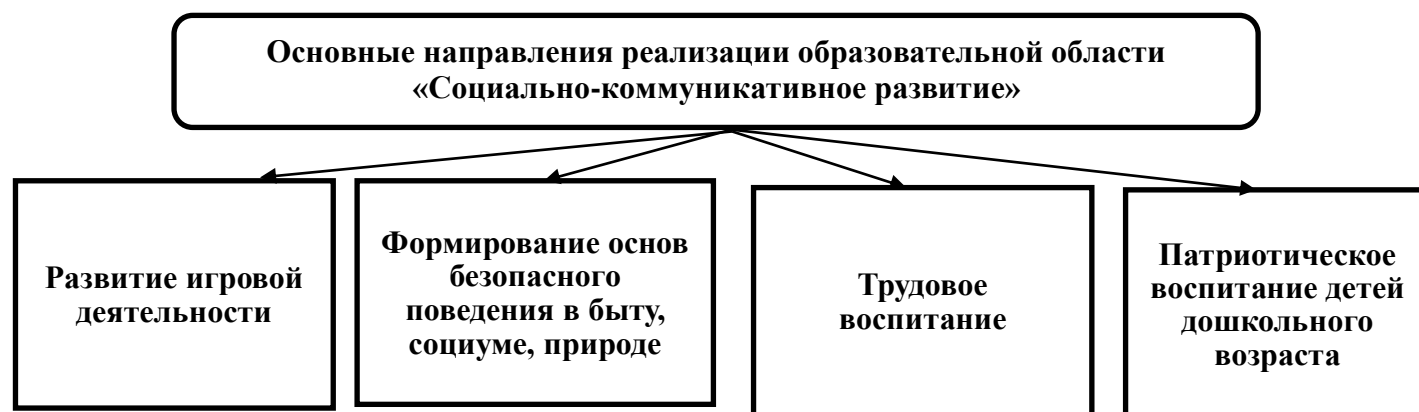 Основные направления реализации образовательной области
«Социально-коммуникативное развитие»
Развитие игровой
деятельности
Формирование основ
безопасного
поведения в быту,
социуме, природе
Трудовое
воспитание
Патриотическое
воспитание детей
дошкольного
возраста